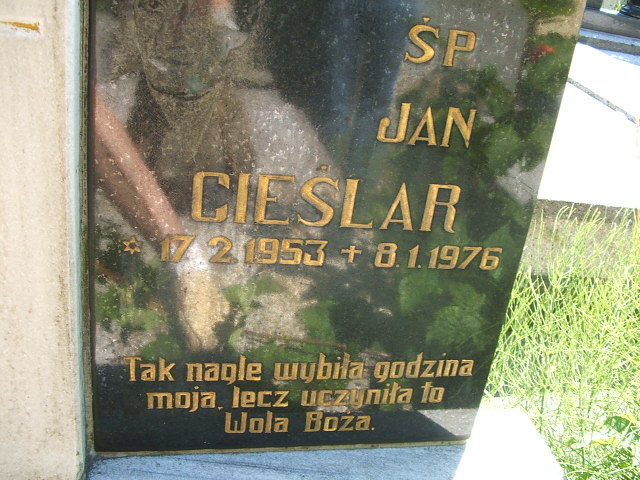 ŚP
JAN
CIEŚLAR
* 17.2.1953 + 8.1.1976
Tak nagle wybiła godzina
moja, lecz uczyniła to
Wola Boża.